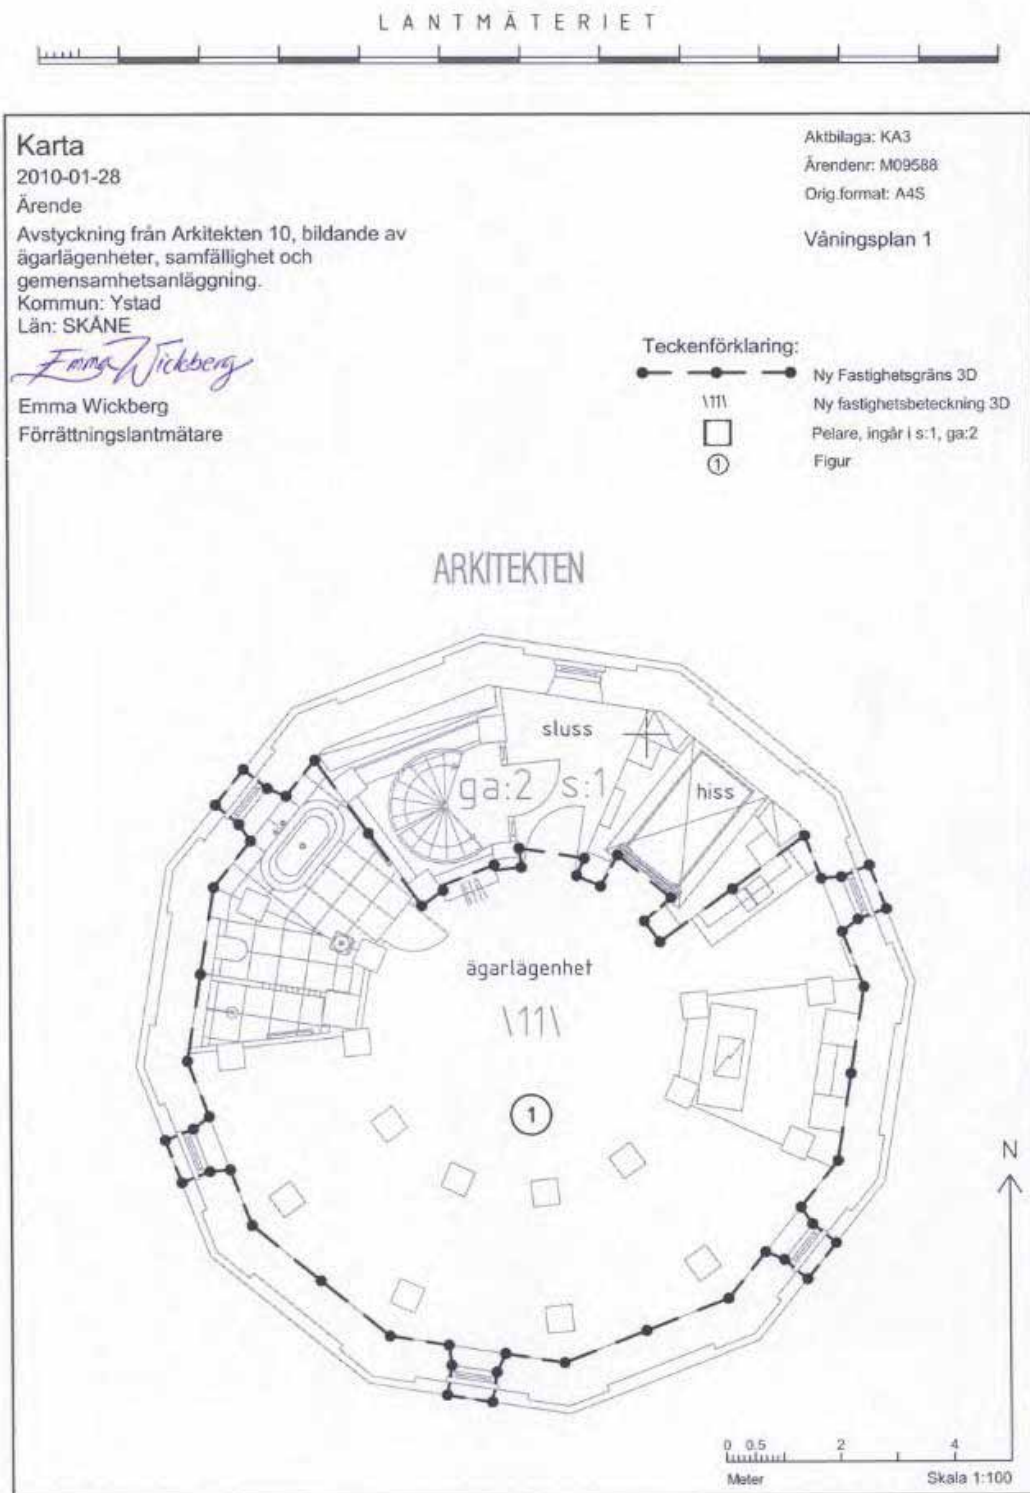 LANTMÄTERIET
Karta
2010-01-28
Ärende
Avstyckning från Arkitekten 10, bildande av
ägarlägenheter, samfällighet och
gemensamhetsanläggning.
Kommun: Ystad
Län: SKÅNE
Emma Wickberg
Emma Wickberg
Förrättningslantmätare
Aktbilaga: KA3
Ärendenr: M09588
Orig.format: A4S
Våningsplan 1
Teckenförklaring:
Ny Fastighetsgräns 3D
\11\ Ny fastighetsbeteckning 3D
Pelare, ingår i s:1, ga:2
1 Figur
ARKITEKTEN
sluss
ga:2 s:1
hiss
ägarlägenhet
\11\
1
N
0 0.5 2 4
Meter Skala 1:100